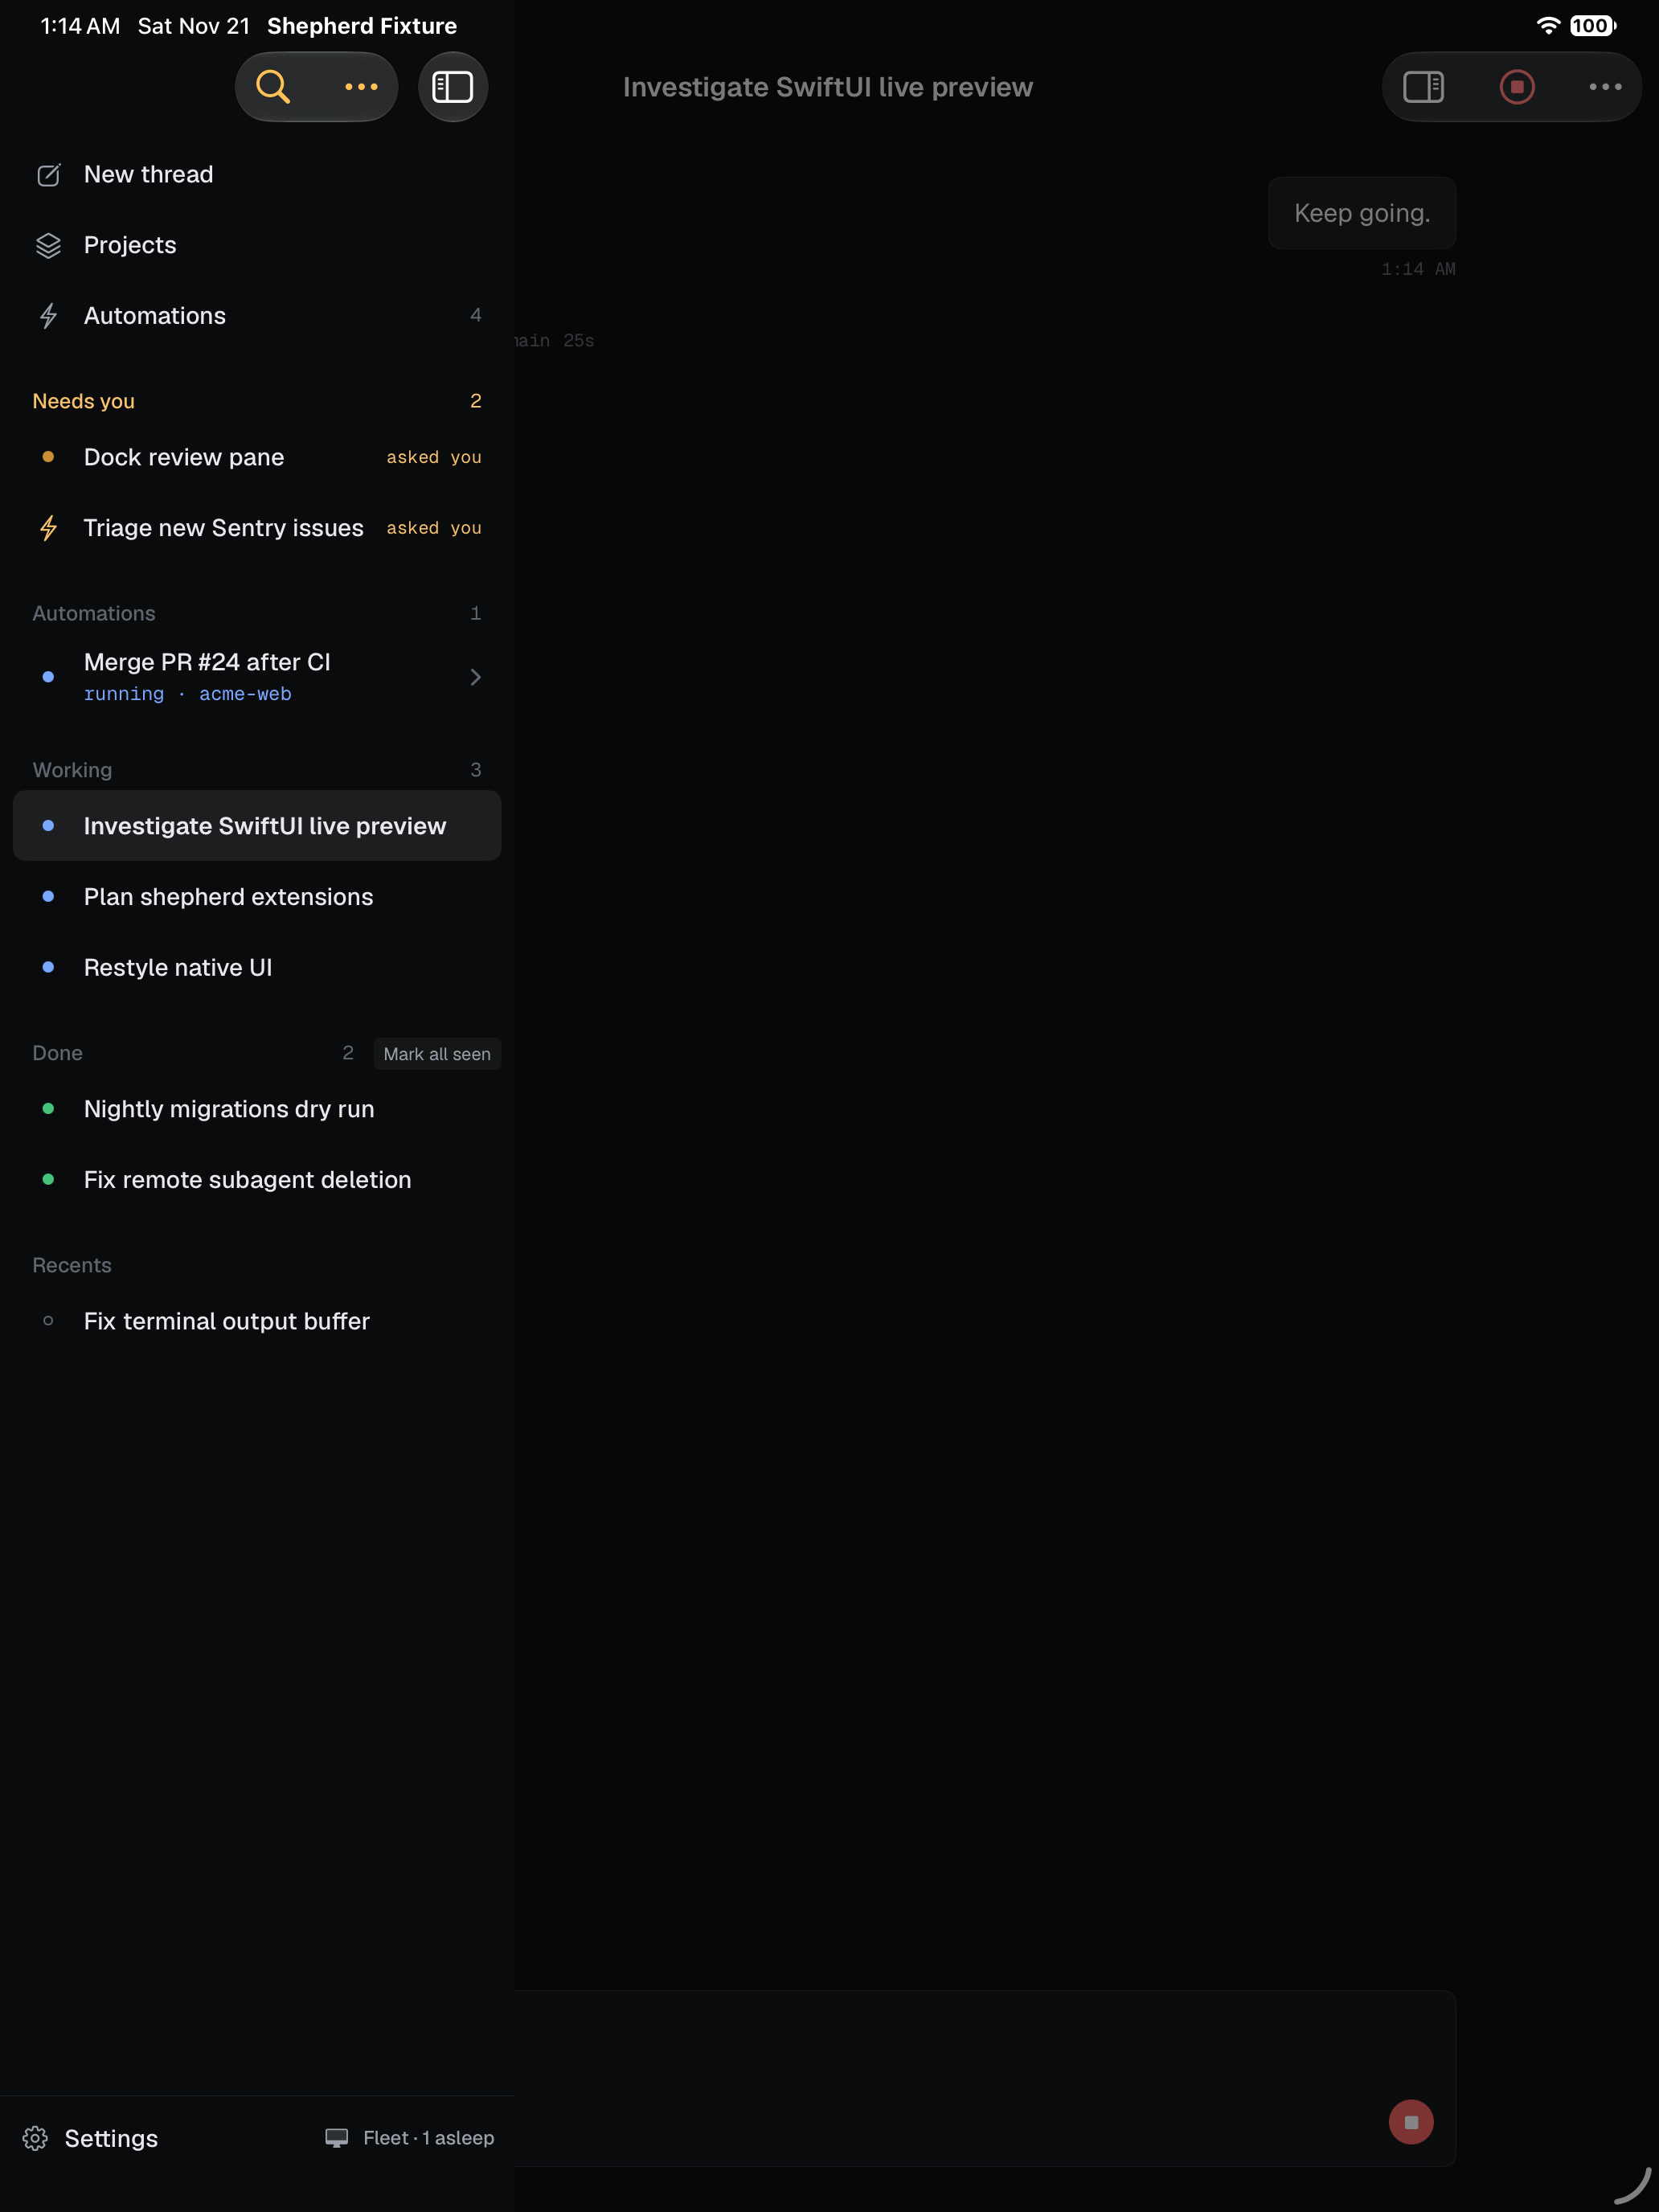 1:14 AM Sat Nov 21 Shepherd Fixture
100
Investigate SwiftUI live preview
New thread
Projects
Automations 4
Needs you 2
Dock review pane asked you
Triage new Sentry issues asked you
Automations 1
Merge PR #24 after CI
running · acme-web
Working 3
Investigate SwiftUI live preview
Plan shepherd extensions
Restyle native UI
Done 2 Mark all seen
Nightly migrations dry run
Fix remote subagent deletion
Recents
Fix terminal output buffer
Settings Fleet · 1 asleep
Keep going.
1:14 AM
25s